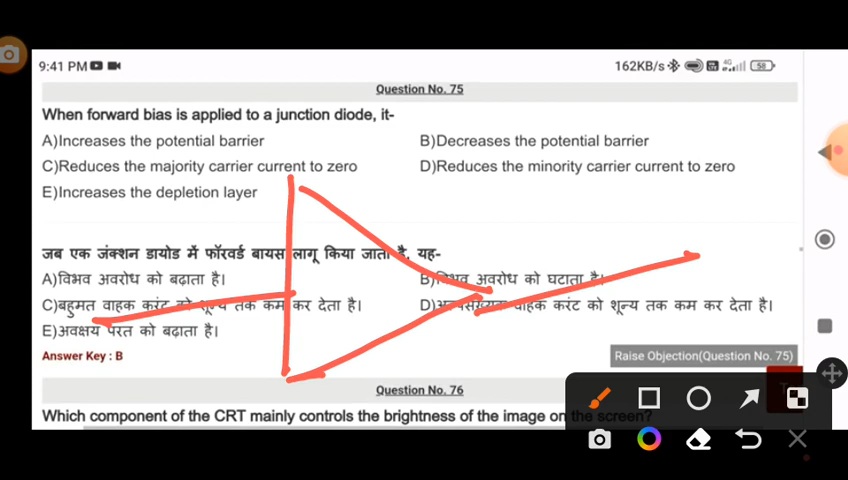 9:41 PM 162KB/s 4G 58
Question No. 75
When forward bias is applied to a junction diode, it-
A)Increases the potential barrier B)Decreases the potential barrier
C)Reduces the majority carrier current to zero D)Reduces the minority carrier current to zero
E)Increases the depletion layer
जब एक जंक्शन डायोड में फॉरवर्ड बायस लागू किया जाता है, यह-
A)विभव अवरोध को बढ़ाता है। B)विभव अवरोध को घटाता है।
C)बहुमत वाहक करंट को शून्य तक कम कर देता है। D)अल्पसंख्यक वाहक करंट को शून्य तक कम कर देता है।
E)अवक्षय परत को बढ़ाता है।
Answer Key : B Raise Objection(Question No. 75)
Question No. 76
Which component of the CRT mainly controls the brightness of the image on the screen?